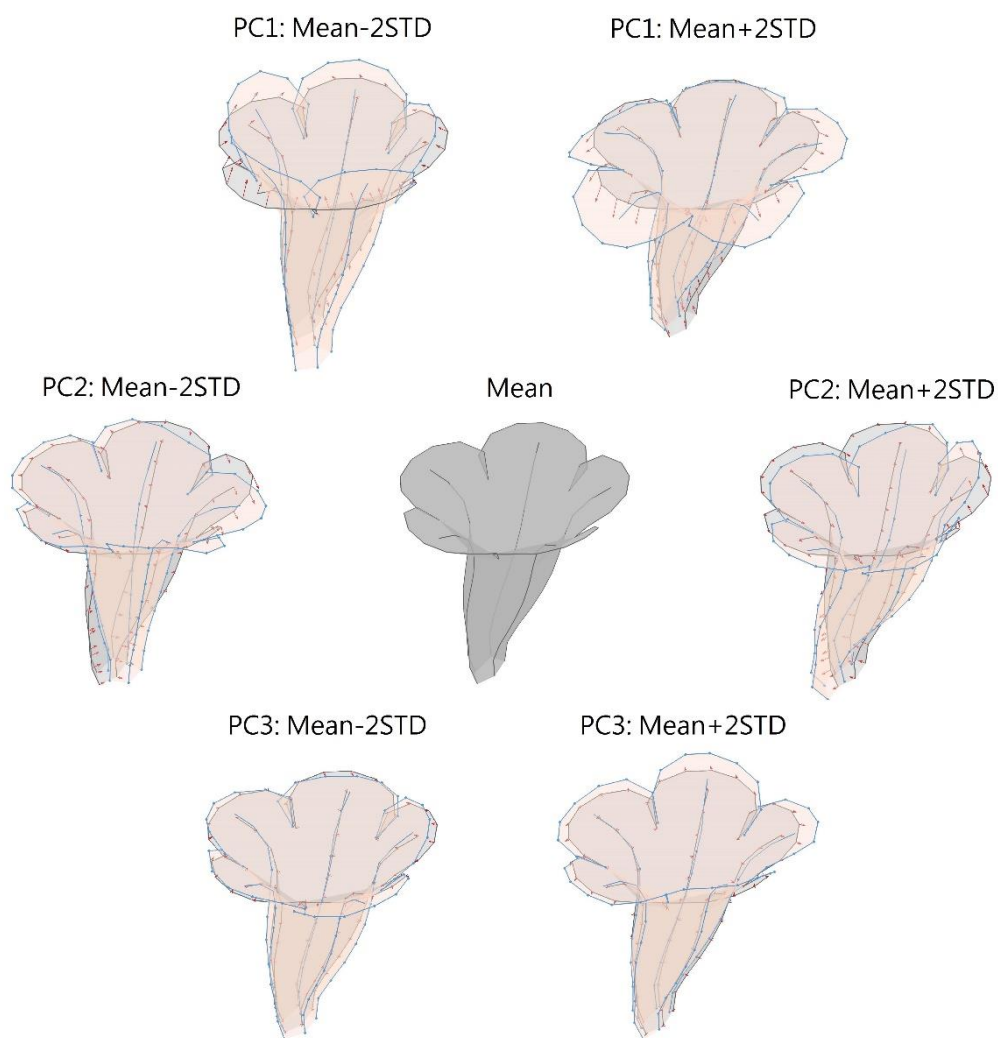 PC1: Mean-2STD
PC1: Mean+2STD
PC2: Mean-2STD
Mean
PC2: Mean+2STD
PC3: Mean-2STD
PC3: Mean+2STD